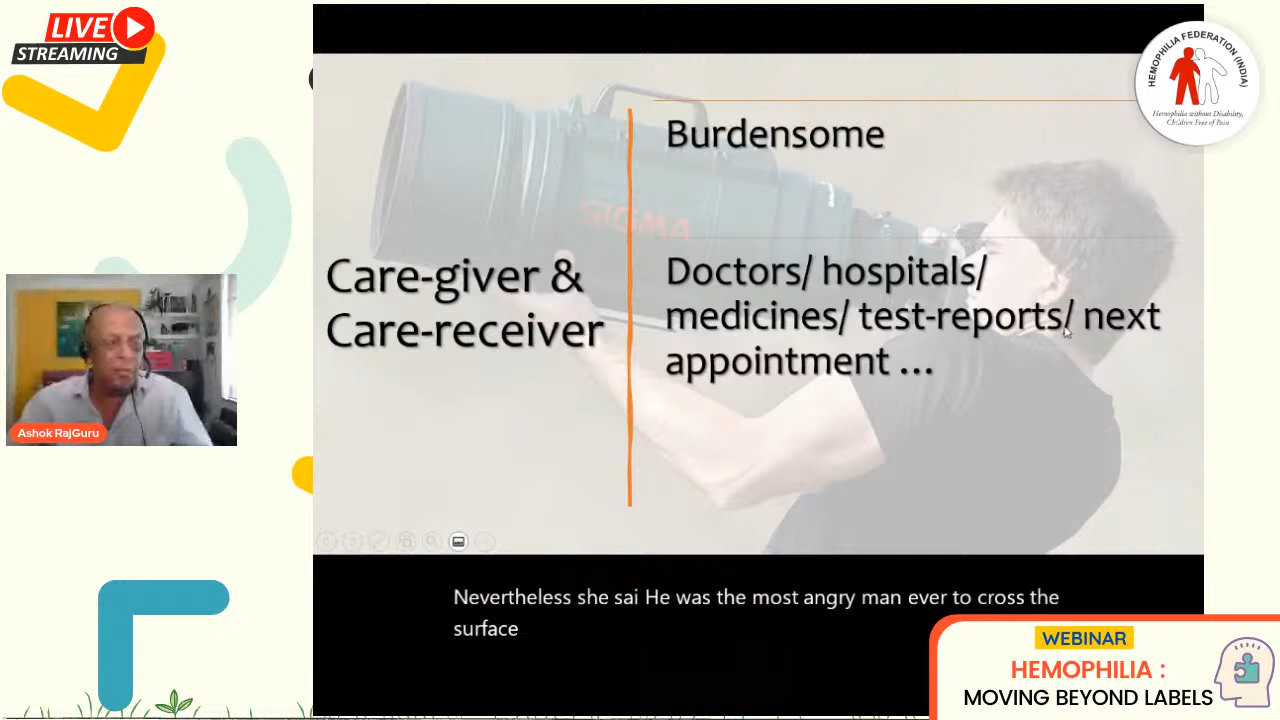 LIVE
STREAMING
HEMOPHILIA FEDERATION (INDIA)
Hemophilia without Disability,
Children Free of Pain
SIGMA
Burdensome
Care-giver &
Care-receiver
Doctors/ hospitals/
medicines/ test-reports/ next
appointment ...
Ashok RajGuru
Nevertheless she sai He was the most angry man ever to cross the
surface
WEBINAR
HEMOPHILIA :
MOVING BEYOND LABELS